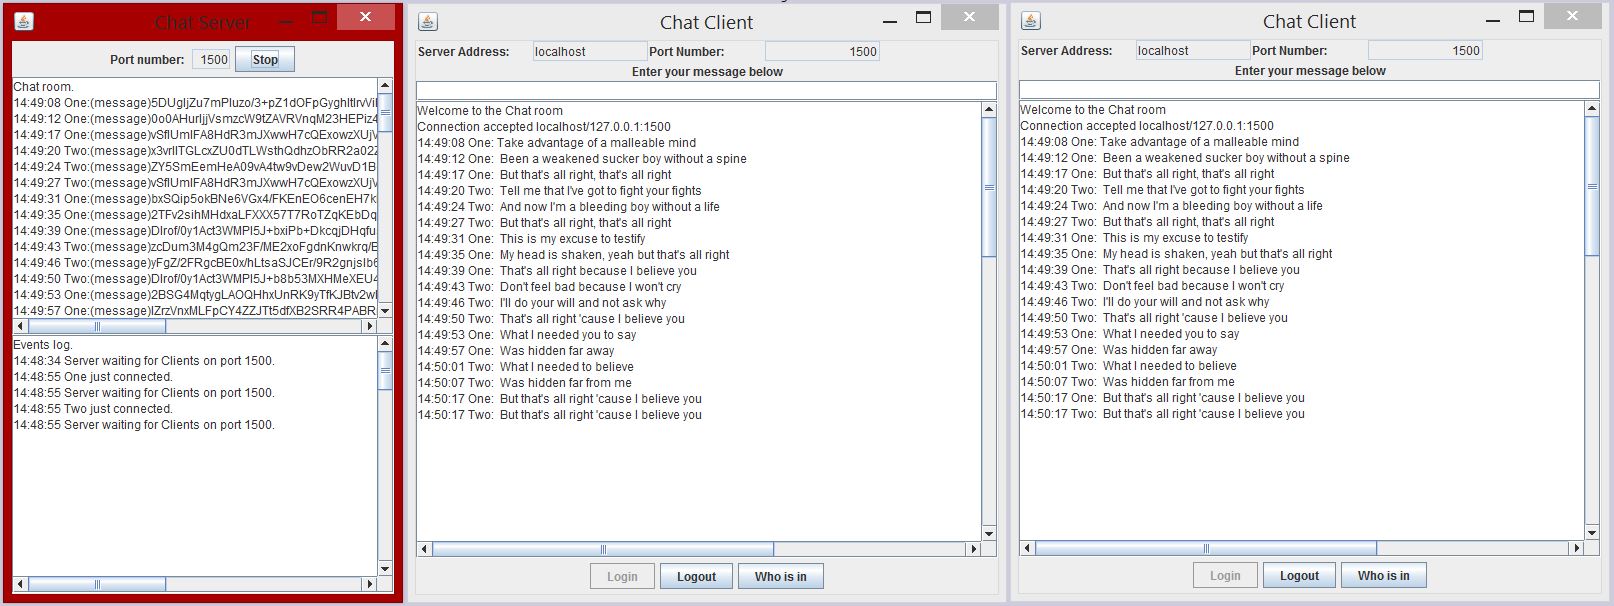 Chat Server
Port number: 1500 Stop
Chat room.
14:49:08 One:(message)
14:49:12 One:(message)
14:49:17 One:(message)
14:49:20 Two:(message)
14:49:24 Two:(message)
14:49:27 Two:(message)
14:49:31 One:(message)
14:49:35 One:(message)
14:49:39 One:(message)
14:49:43 Two:(message)
14:49:46 Two:(message)
14:49:50 Two:(message)
14:49:53 One:(message)
14:49:57 One:(message)
Events log.
14:48:34 Server waiting for Clients on port 1500.
14:48:55 One just connected.
14:48:55 Server waiting for Clients on port 1500.
14:48:55 Two just connected.
14:48:55 Server waiting for Clients on port 1500.
Chat Client
Server Address: localhost Port Number: 1500
Enter your message below
Welcome to the Chat room
Connection accepted localhost/127.0.0.1:1500
14:49:08 One: Take advantage of a malleable mind
14:49:12 One: Been a weakened sucker boy without a spine
14:49:17 One: But that's all right, that's all right
14:49:20 Two: Tell me that I've got to fight your fights
14:49:24 Two: And now I'm a bleeding boy without a life
14:49:27 Two: But that's all right, that's all right
14:49:31 One: This is my excuse to testify
14:49:35 One: My head is shaken, yeah but that's all right
14:49:39 One: That's all right because I believe you
14:49:43 Two: Don't feel bad because I won't cry
14:49:46 Two: I'll do your will and not ask why
14:49:50 Two: That's all right 'cause I believe you
14:49:53 One: What I needed you to say
14:49:57 One: Was hidden far away
14:50:01 Two: What I needed to believe
14:50:07 Two: Was hidden far from me
14:50:17 One: But that's all right 'cause I believe you
14:50:17 Two: But that's all right 'cause I believe you
Login Logout Who is in
Chat Client
Server Address: localhost Port Number: 1500
Enter your message below
Welcome to the Chat room
Connection accepted localhost/127.0.0.1:1500
14:49:08 One: Take advantage of a malleable mind
14:49:12 One: Been a weakened sucker boy without a spine
14:49:17 One: But that's all right, that's all right
14:49:20 Two: Tell me that I've got to fight your fights
14:49:24 Two: And now I'm a bleeding boy without a life
14:49:27 Two: But that's all right, that's all right
14:49:31 One: This is my excuse to testify
14:49:35 One: My head is shaken, yeah but that's all right
14:49:39 One: That's all right because I believe you
14:49:43 Two: Don't feel bad because I won't cry
14:49:46 Two: I'll do your will and not ask why
14:49:50 Two: That's all right 'cause I believe you
14:49:53 One: What I needed you to say
14:49:57 One: Was hidden far away
14:50:01 Two: What I needed to believe
14:50:07 Two: Was hidden far from me
14:50:17 One: But that's all right 'cause I believe you
14:50:17 Two: But that's all right 'cause I believe you
Login Logout Who is in